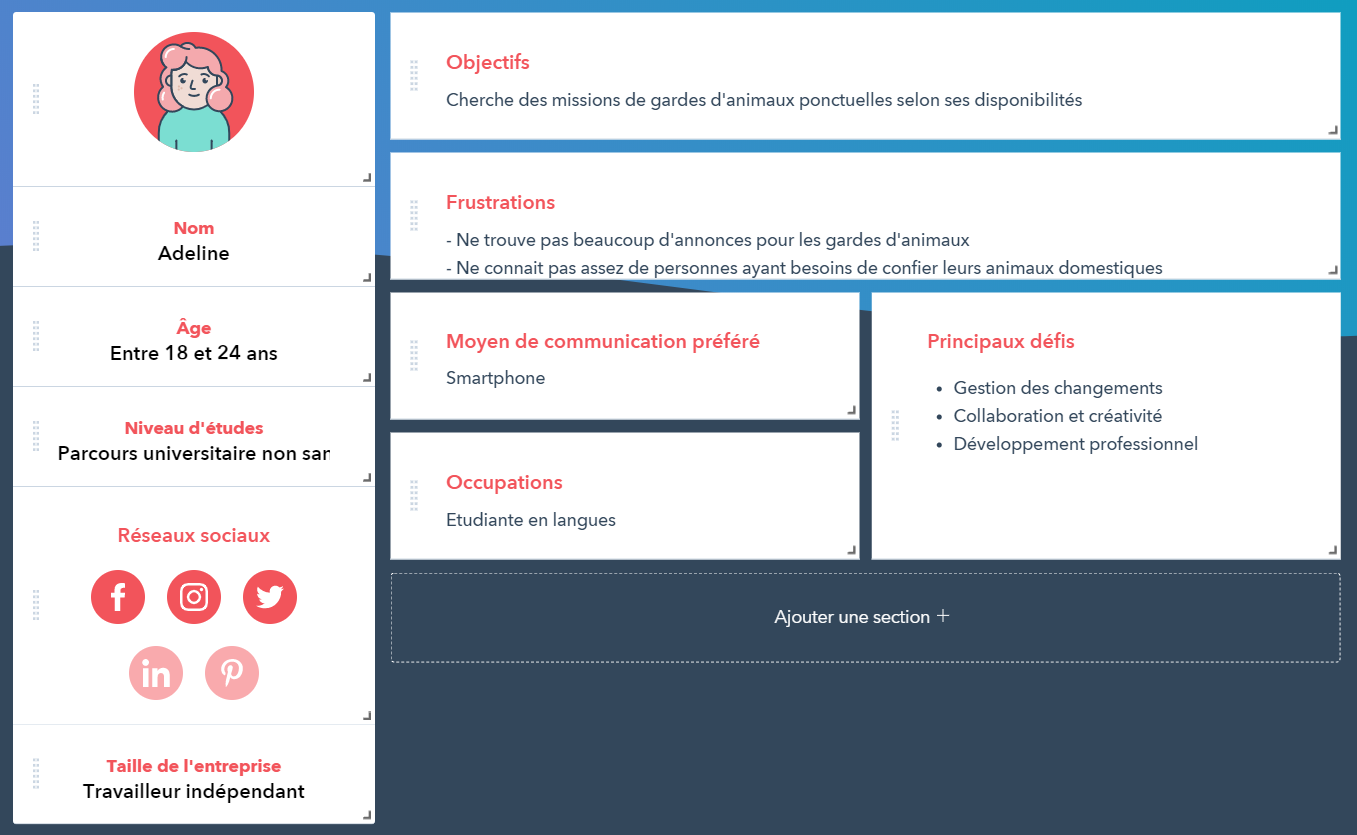 Nom
Adeline
Âge
Entre 18 et 24 ans
Niveau d'études
Parcours universitaire non san
Réseaux sociaux
Taille de l'entreprise
Travailleur indépendant
Objectifs
Cherche des missions de gardes d'animaux ponctuelles selon ses disponibilités
Frustrations
- Ne trouve pas beaucoup d'annonces pour les gardes d'animaux
- Ne connait pas assez de personnes ayant besoins de confier leurs animaux domestiques
Moyen de communication préféré
Smartphone
Occupations
Etudiante en langues
Principaux défis
• Gestion des changements
• Collaboration et créativité
• Développement professionnel
Ajouter une section +